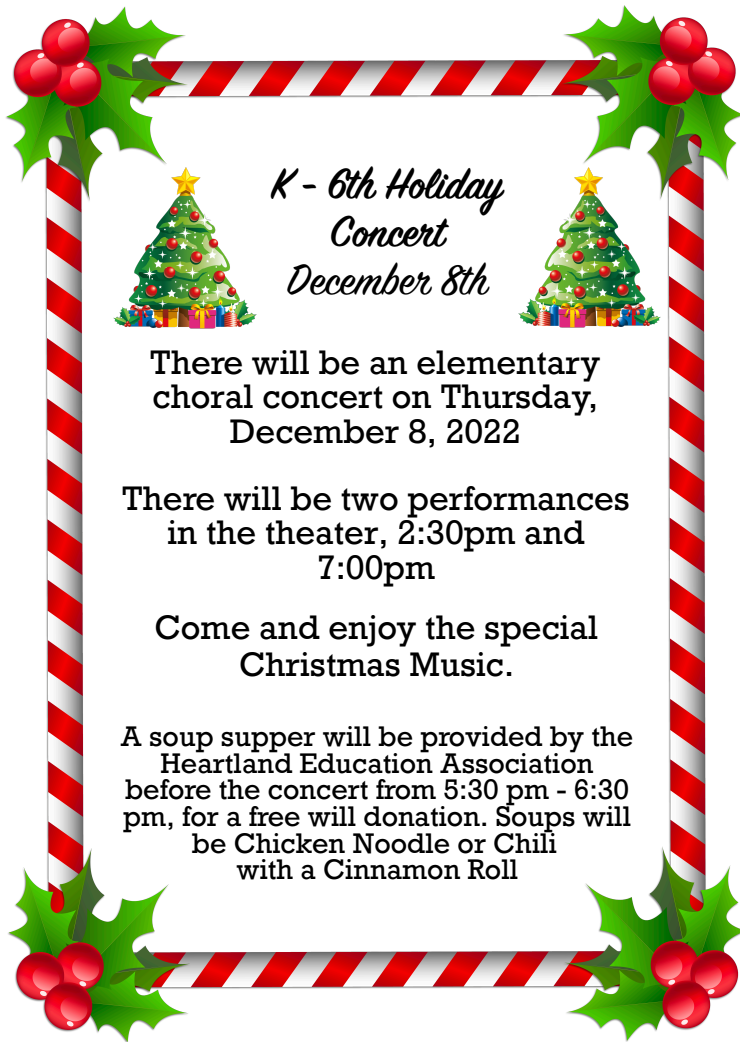 K - 6th Holiday
Concert
December 8th
There will be an elementary
choral concert on Thursday,
December 8, 2022
There will be two performances
in the theater, 2:30pm and
7:00pm
Come and enjoy the special
Christmas Music.
A soup supper will be provided by the
Heartland Education Association
before the concert from 5:30 pm - 6:30
pm, for a free will donation. Soups will
be Chicken Noodle or Chili
with a Cinnamon Roll